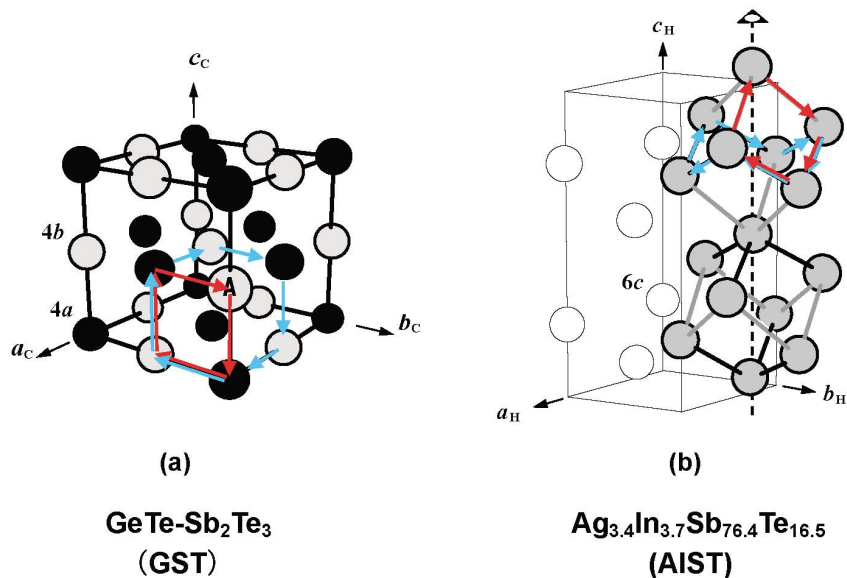 c_C
4b
A
4a
a_C
b_C
(a)
GeTe-Sb₂Te₃
（GST）
c_H
6c
a_H
b_H
(b)
Ag₃.₄In₃.₇Sb₇₆.₄Te₁₆.₅
(AIST)